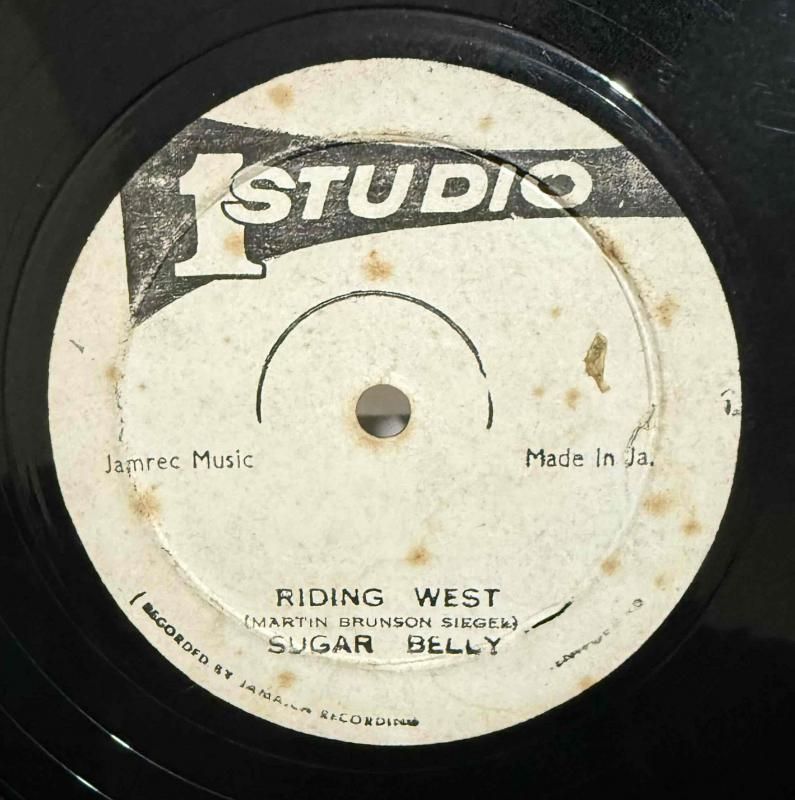 1 STUDIO
Jamrec Music
Made In Ja.
RIDING WEST
(MARTIN BRUNSON SIEGEL)
SUGAR BELLY
(RECORDED BY JAMAICA RECORDING